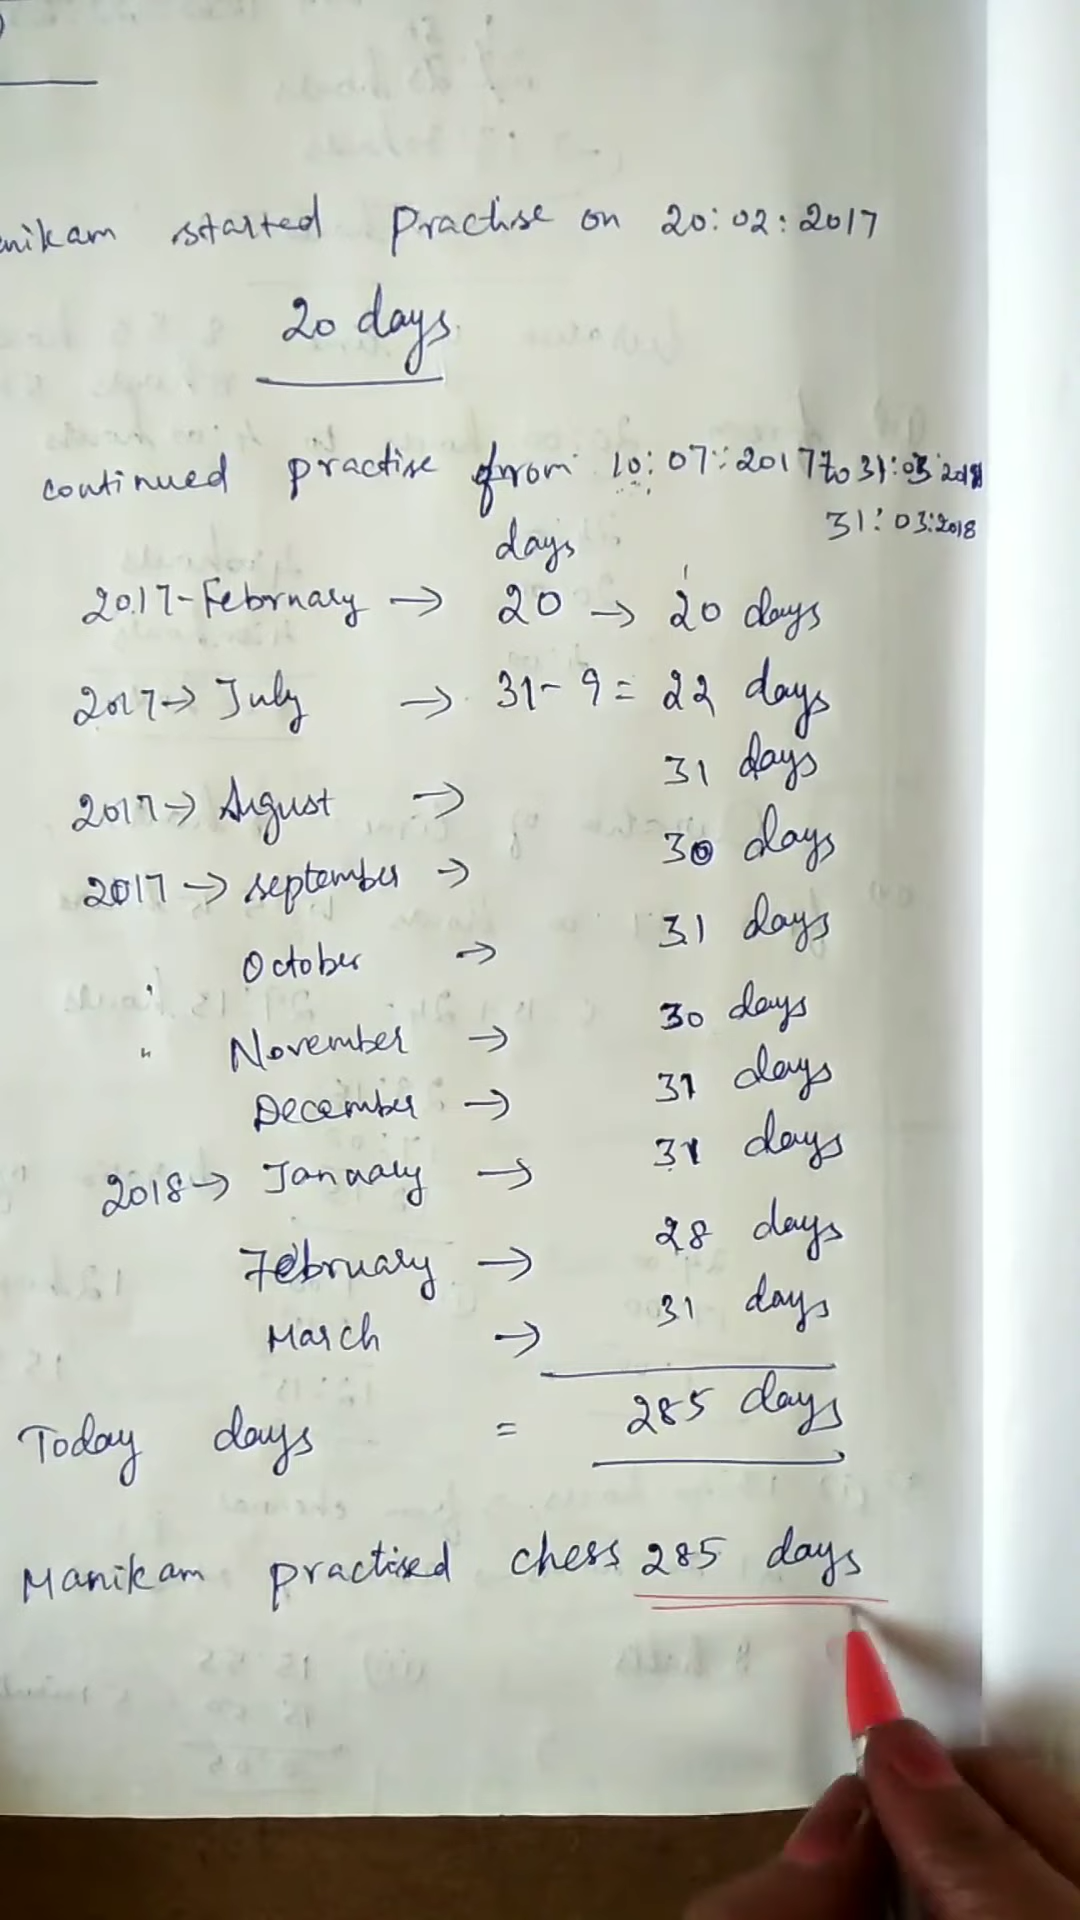 nikam started Practise on 20:02:2017
20 days
continued practise from 10:07:2017 to 31:03:2018
31:03:2018
days
2017-February → 20 → 20 days
2017→ July → 31-9= 22 days
2017→ August → 31 days
2017 → september → 30 days
October → 31 days
" November → 30 days
December → 31 days
2018→ January → 31 days
February → 28 days
March → 31 days
Today days = 285 days
Manikam practised chess 285 days